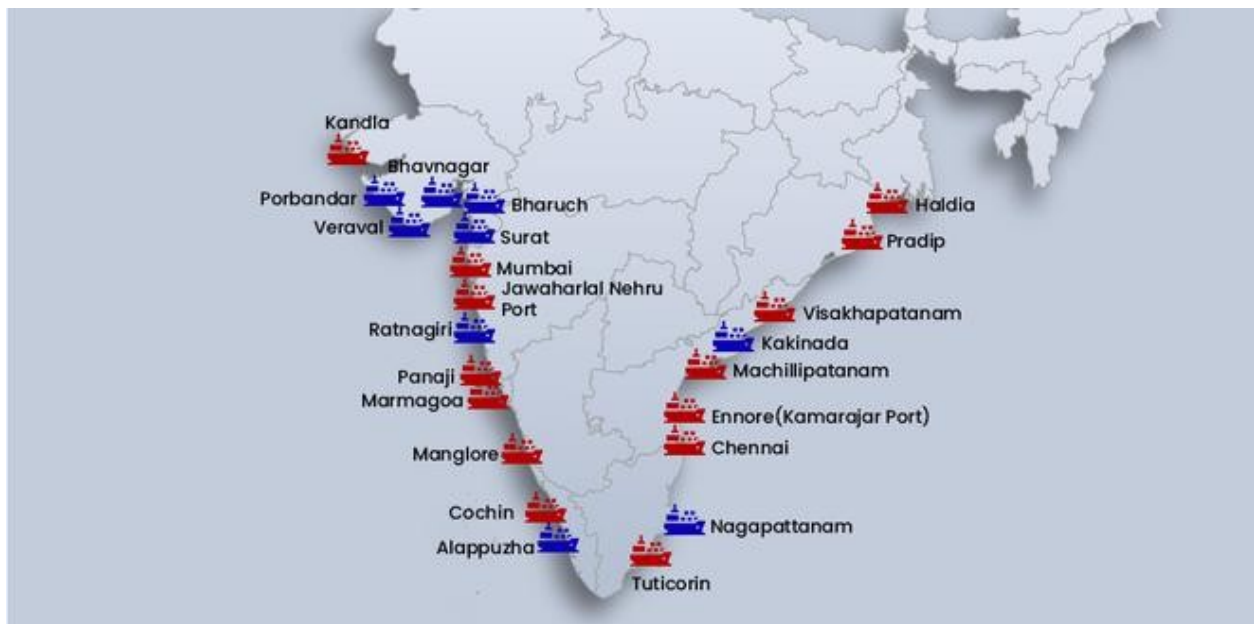 Kandla
Bhavnagar
Porbandar
Bharuch
Veraval
Surat
Mumbai
Jawaharlal Nehru
Port
Ratnagiri
Panaji
Marmagoa
Manglore
Cochin
Alappuzha
Haldia
Pradip
Visakhapatanam
Kakinada
Machillipatanam
Ennore(Kamarajar Port)
Chennai
Nagapattanam
Tuticorin